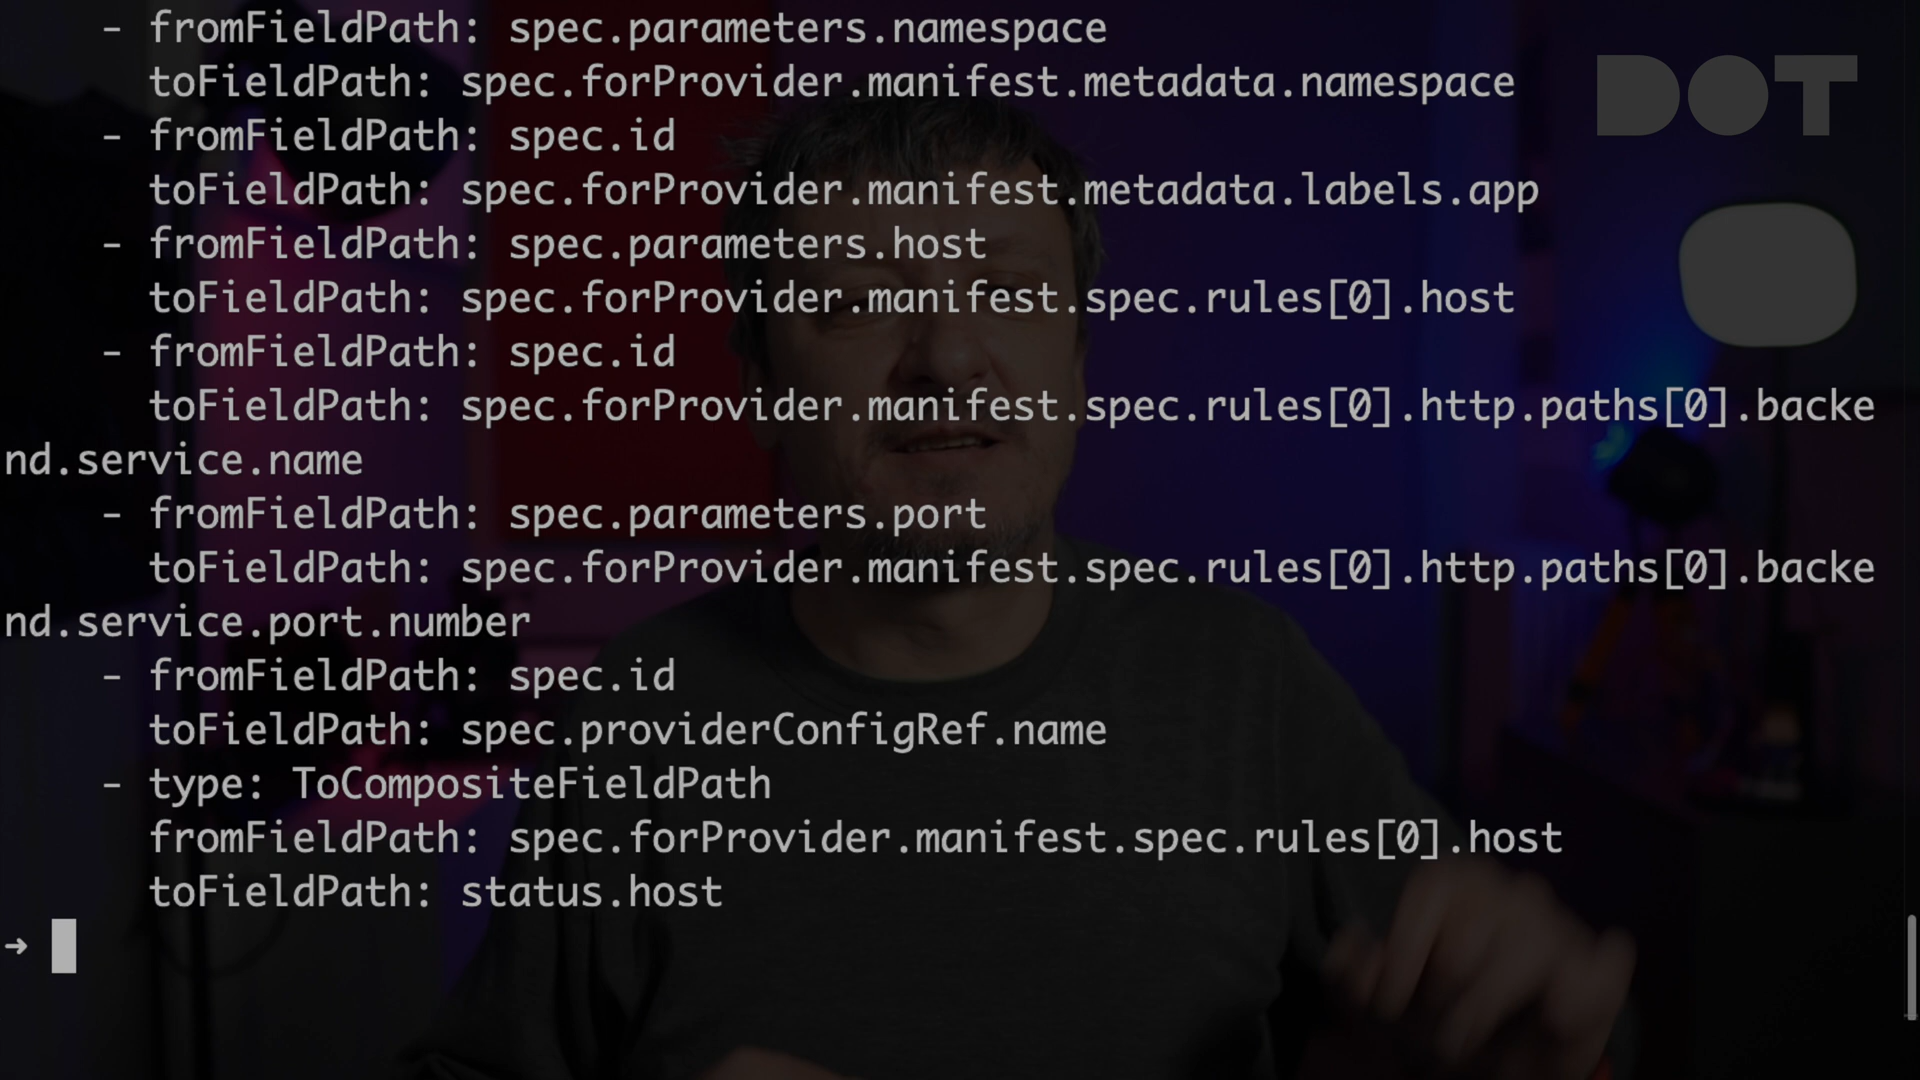 - fromFieldPath: spec.parameters.namespace
toFieldPath: spec.forProvider.manifest.metadata.namespace
- fromFieldPath: spec.id
toFieldPath: spec.forProvider.manifest.metadata.labels.app
- fromFieldPath: spec.parameters.host
toFieldPath: spec.forProvider.manifest.spec.rules[0].host
- fromFieldPath: spec.id
toFieldPath: spec.forProvider.manifest.spec.rules[0].http.paths[0].backe
nd.service.name
- fromFieldPath: spec.parameters.port
toFieldPath: spec.forProvider.manifest.spec.rules[0].http.paths[0].backe
nd.service.port.number
- fromFieldPath: spec.id
toFieldPath: spec.providerConfigRef.name
- type: ToCompositeFieldPath
fromFieldPath: spec.forProvider.manifest.spec.rules[0].host
toFieldPath: status.host
➜
DOT